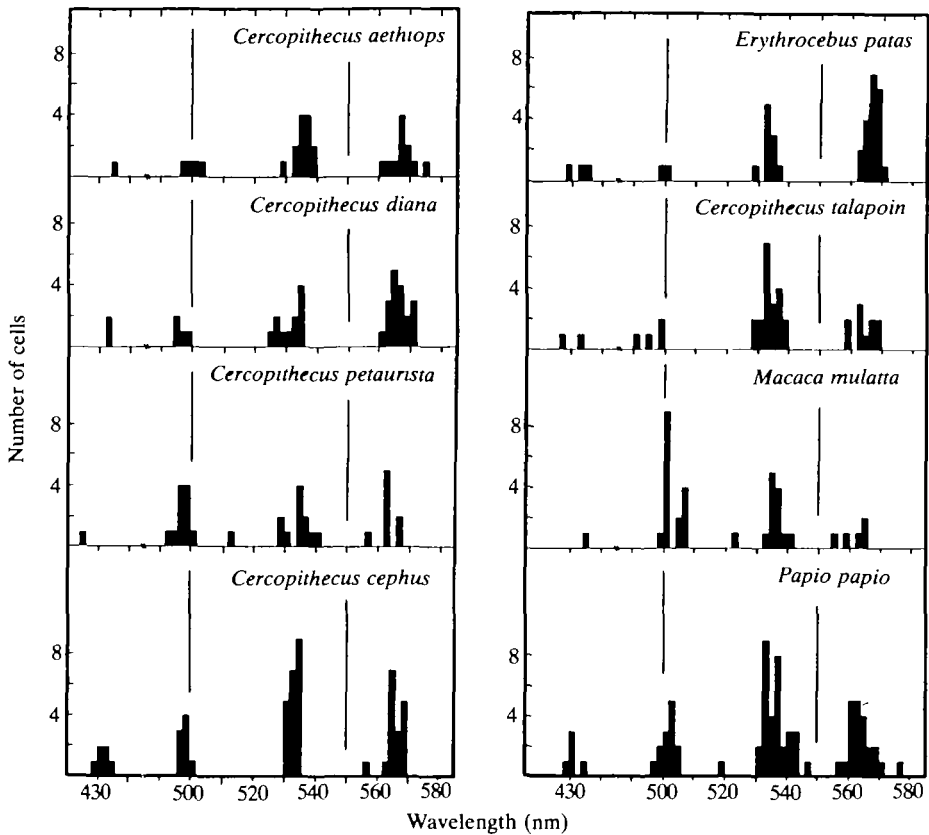 Cercopithecus aethiops
8
4
Erythrocebus patas
8
4
Cercopithecus diana
8
4
Cercopithecus talapoin
8
4
Cercopithecus petaurista
8
4
Macaca mulatta
8
4
Cercopithecus cephus
8
4
430 500 520 540 560 580
Papio papio
8
4
430 500 520 540 560 580
Number of cells
Wavelength (nm)